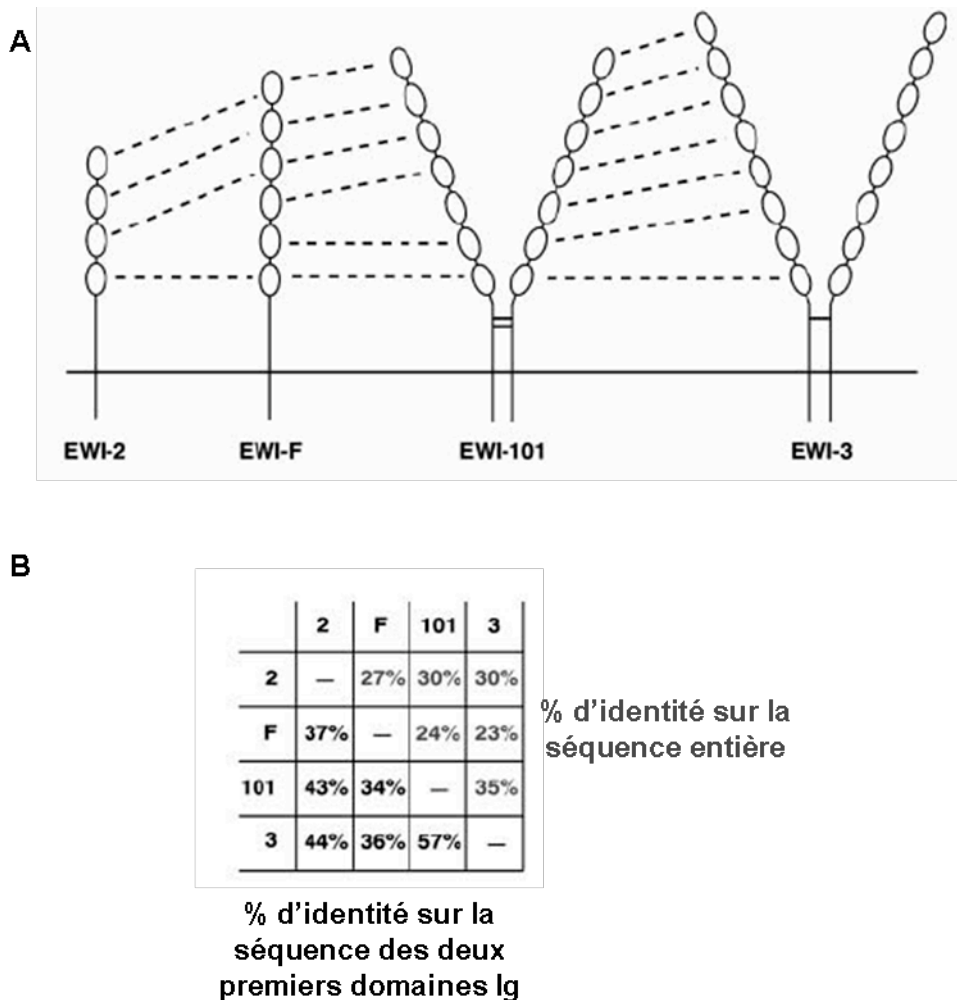 A
EWI-2 EWI-F EWI-101 EWI-3
B
2 F 101 3
2 — 27% 30% 30%
F 37% — 24% 23%
101 43% 34% — 35%
3 44% 36% 57% —
% d'identité sur la
séquence entière
% d'identité sur la
séquence des deux
premiers domaines Ig